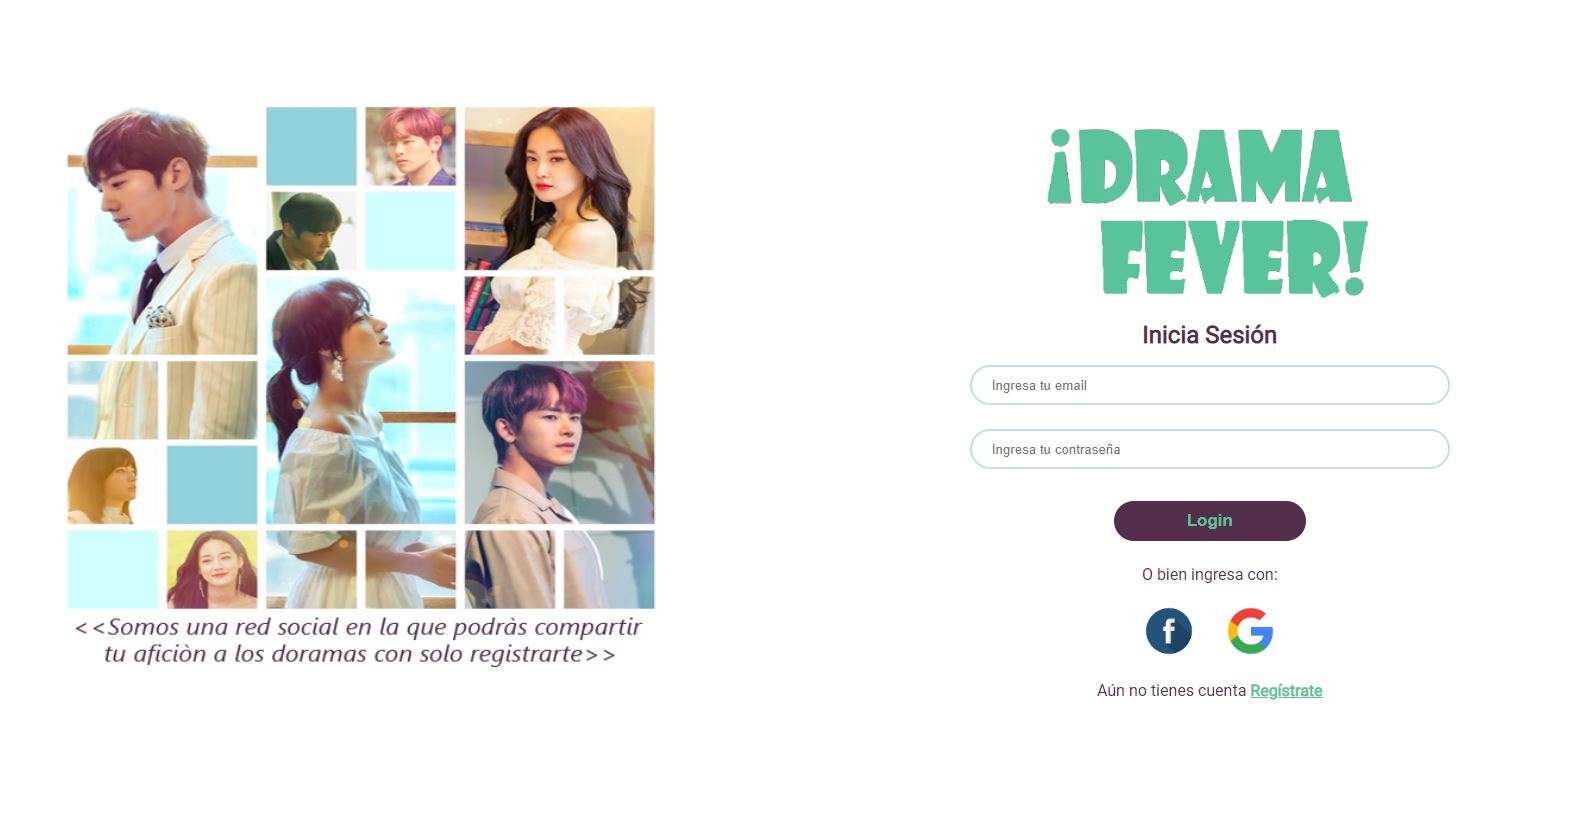 <<Somos una red social en la que podràs compartir
tu aficiòn a los doramas con solo registrarte>>
¡DRAMA
FEVER!
Inicia Sesión
Ingresa tu email
Ingresa tu contraseña
Login
O bien ingresa con:
f
G
Aún no tienes cuenta Regístrate